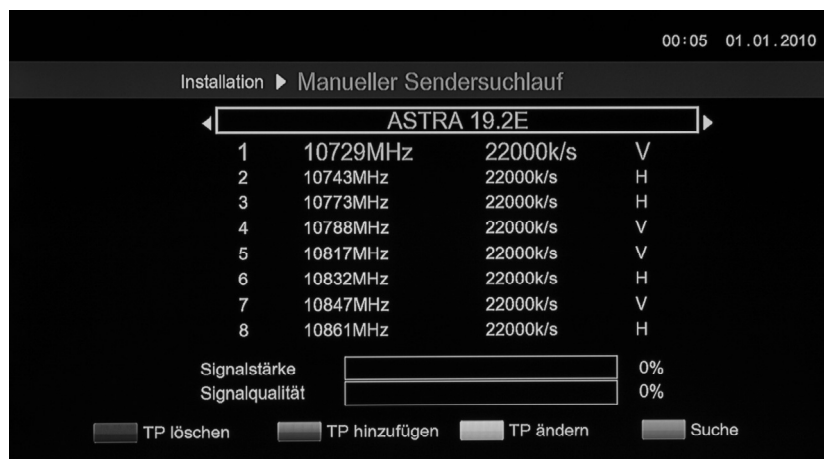 00:05 01.01.2010
Installation ▶ Manueller Sendersuchlauf
ASTRA 19.2E
1 10729MHz 22000k/s V
2 10743MHz 22000k/s H
3 10773MHz 22000k/s H
4 10788MHz 22000k/s V
5 10817MHz 22000k/s V
6 10832MHz 22000k/s H
7 10847MHz 22000k/s V
8 10861MHz 22000k/s H
Signalstärke 0%
Signalqualität 0%
TP löschen TP hinzufügen TP ändern Suche